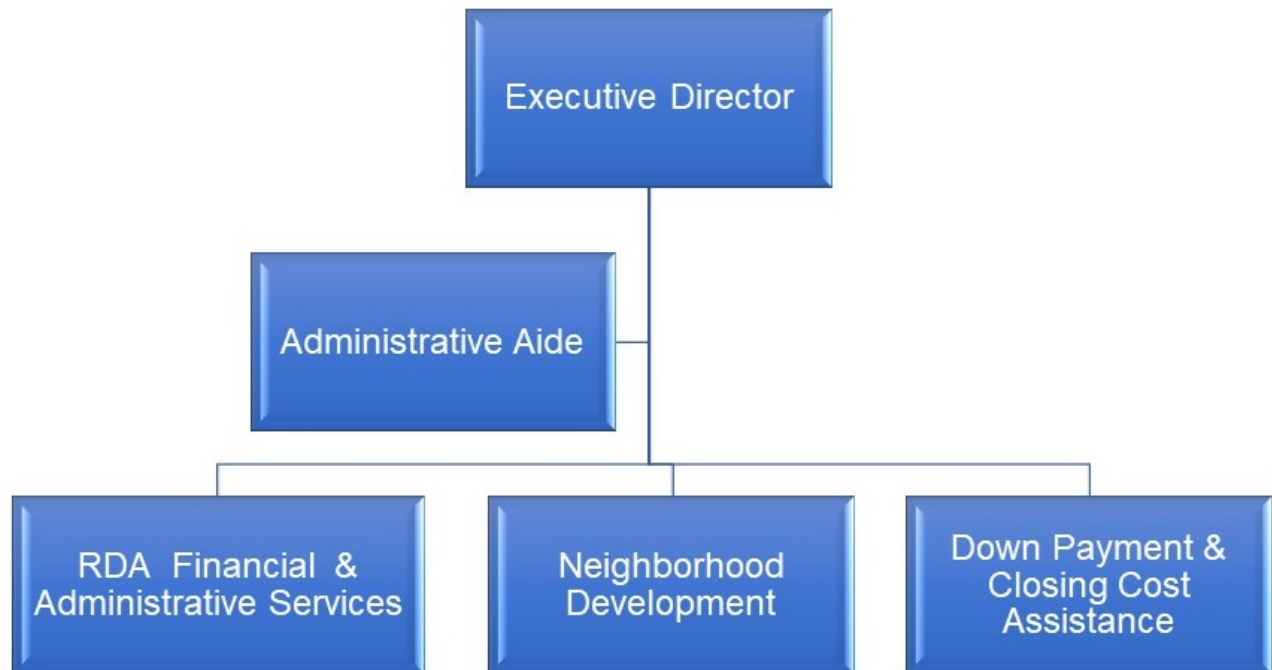 Executive Director
Administrative Aide
RDA Financial &
Administrative Services
Neighborhood
Development
Down Payment &
Closing Cost
Assistance